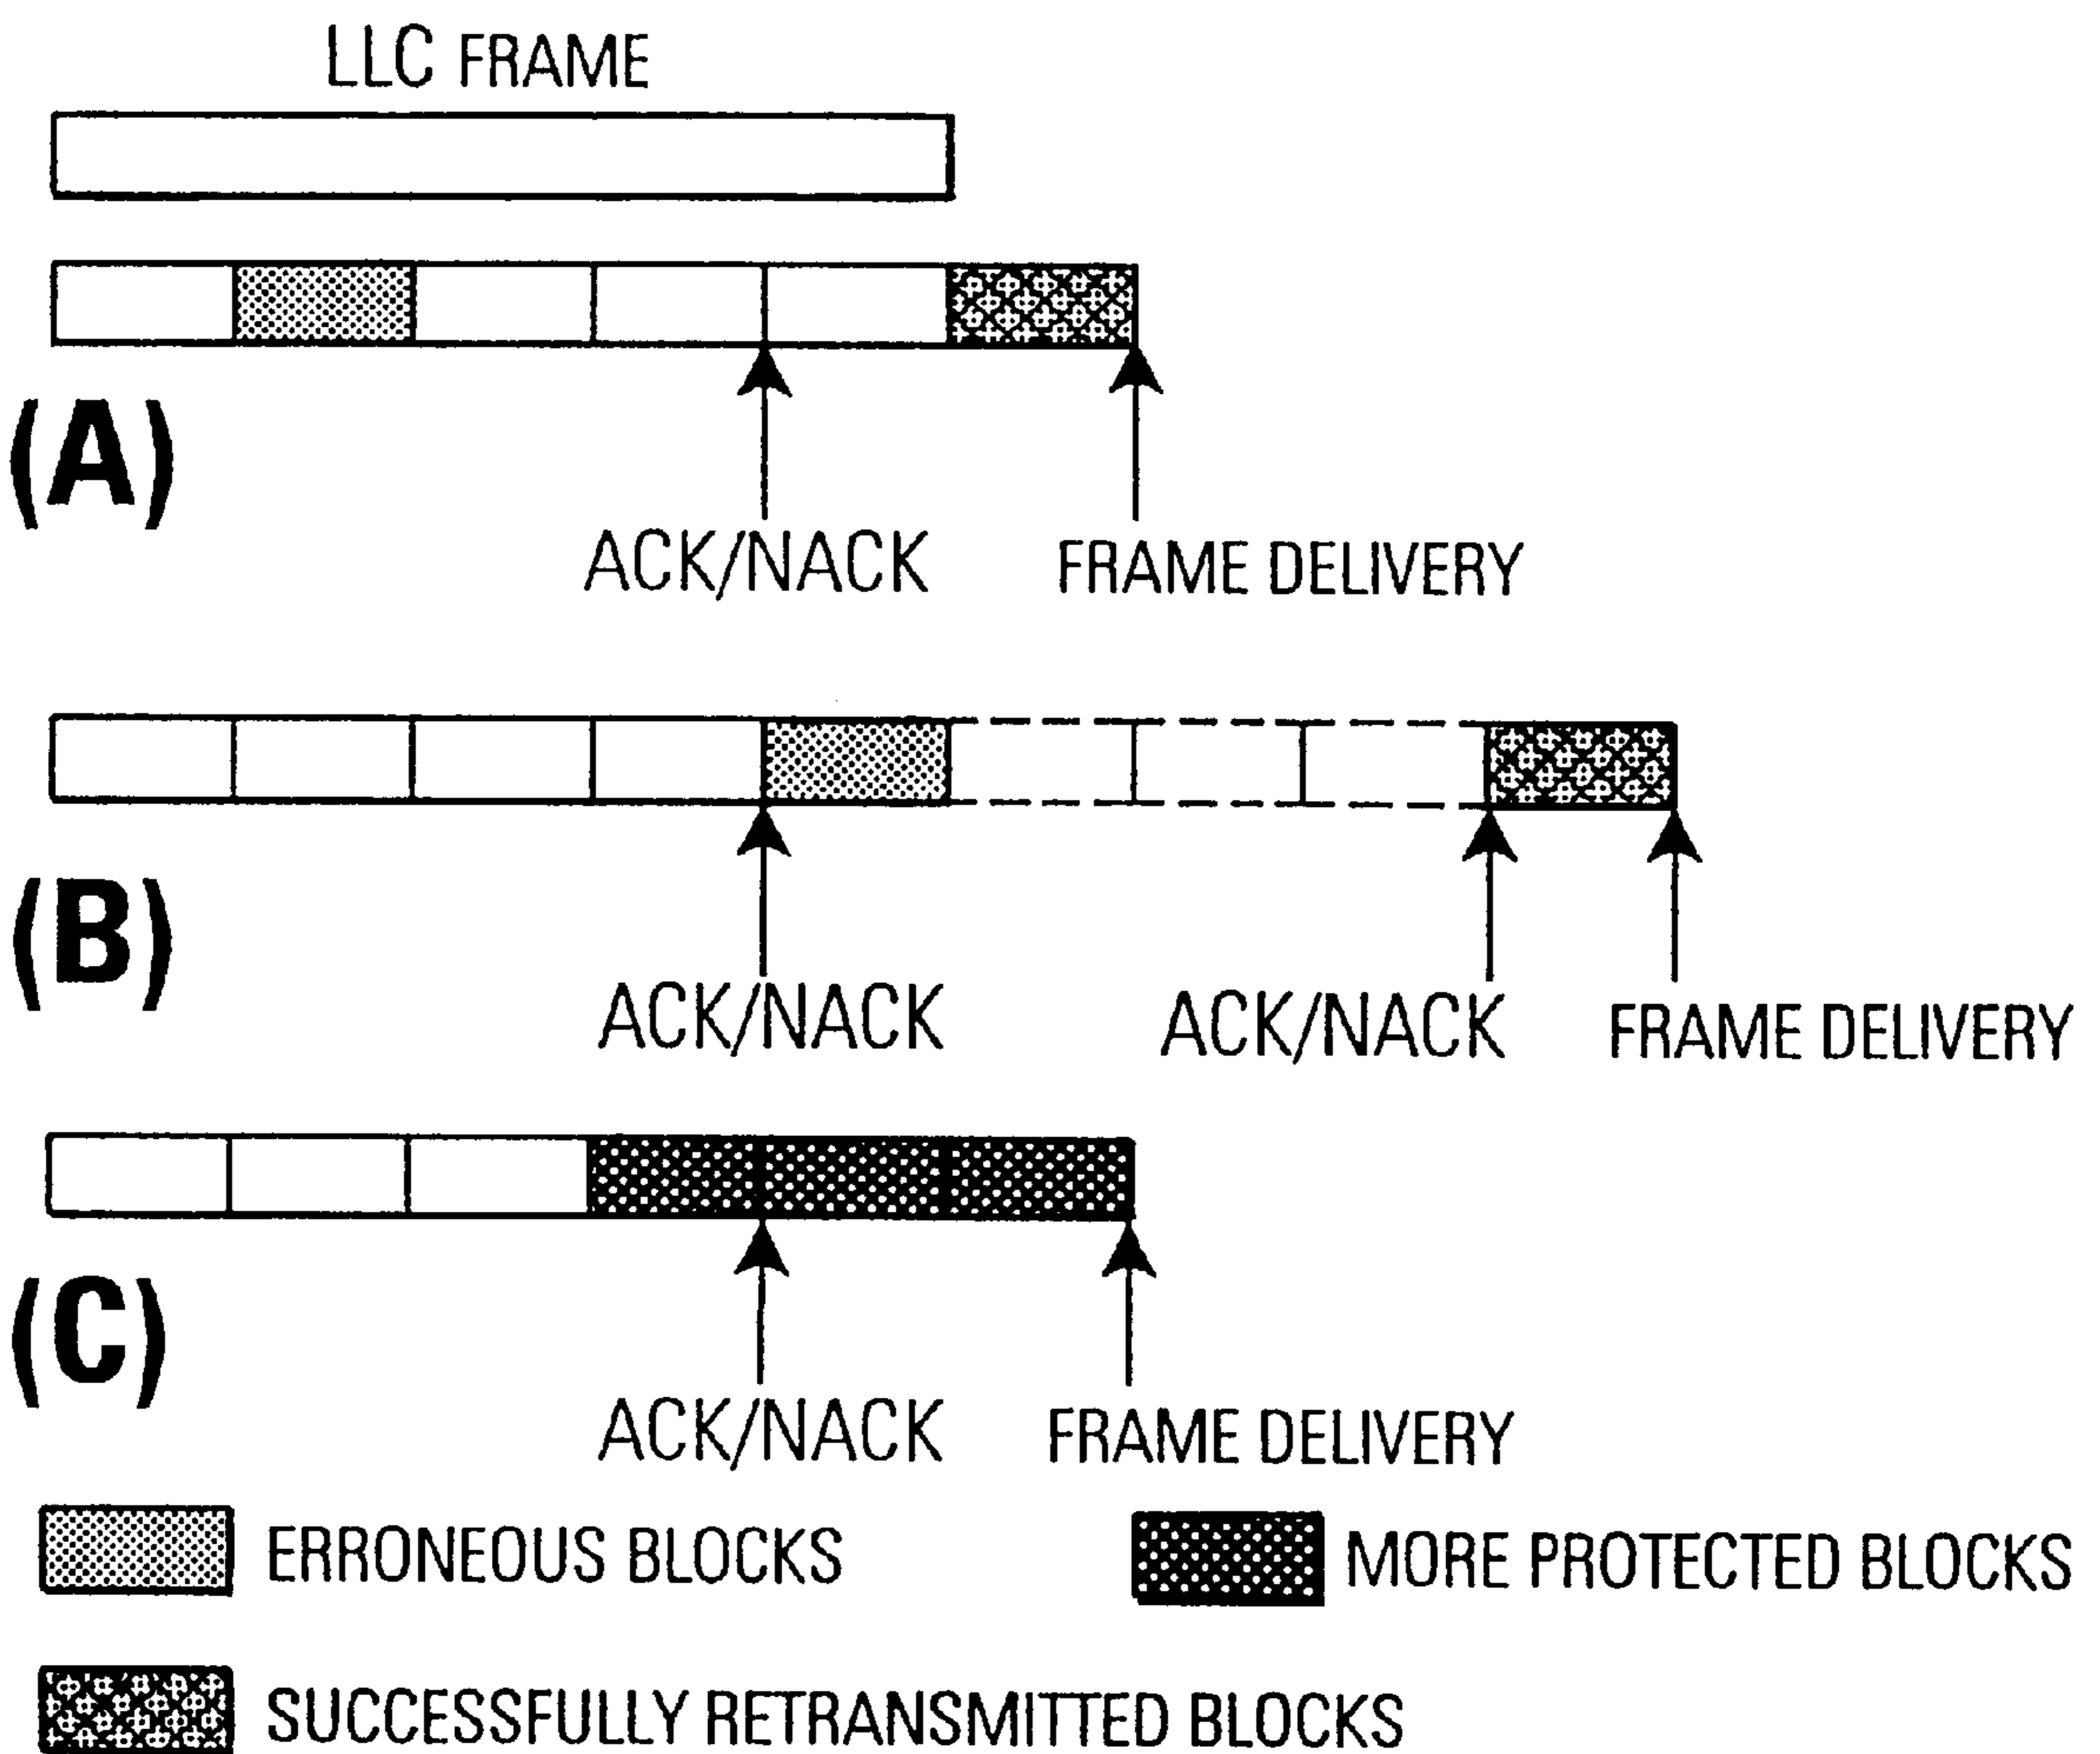 LLC FRAME
(A)
ACK/NACK FRAME DELIVERY
(B)
ACK/NACK ACK/NACK FRAME DELIVERY
(C)
ACK/NACK FRAME DELIVERY
ERRONEOUS BLOCKS MORE PROTECTED BLOCKS
SUCCESSFULLY RETRANSMITTED BLOCKS